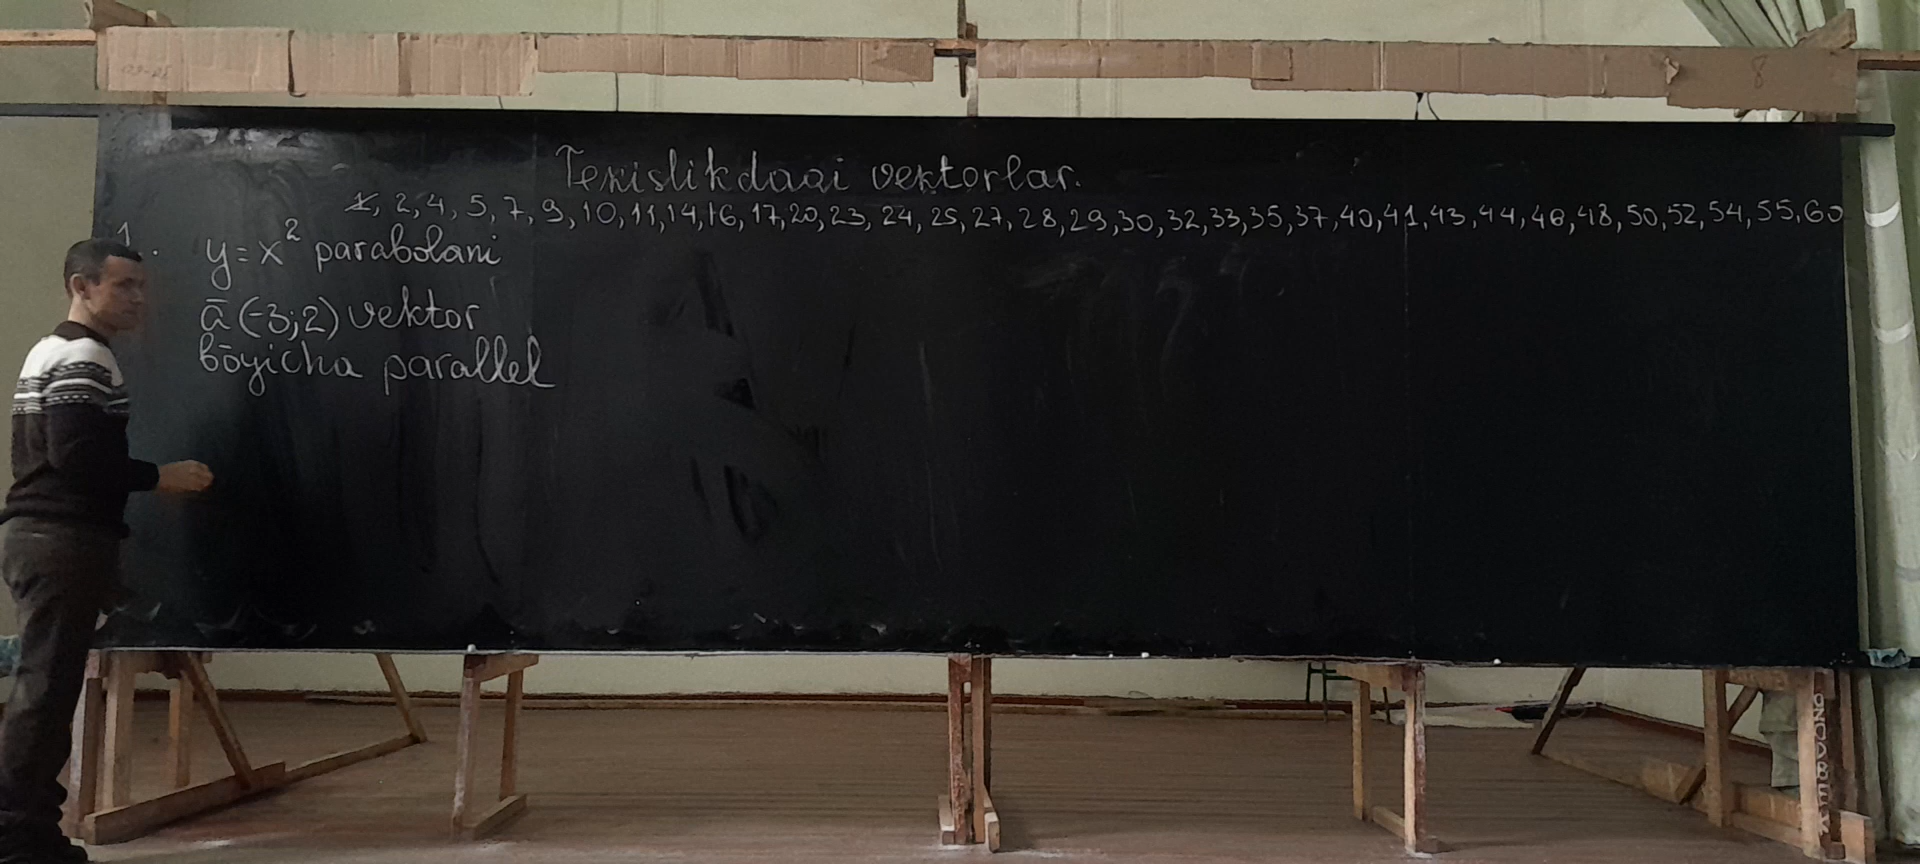 Tekislikdagi vektorlar.
1, 2, 4, 5, 7, 9, 10, 11, 14, 16, 17, 20, 23, 24, 25, 27, 28, 29, 30, 32, 33, 35, 37, 40, 41, 43, 44, 46, 48, 50, 52, 54, 55, 60
1. y = x² parabolani
a̅ (-3; 2) vektor
bōyicha parallel
8